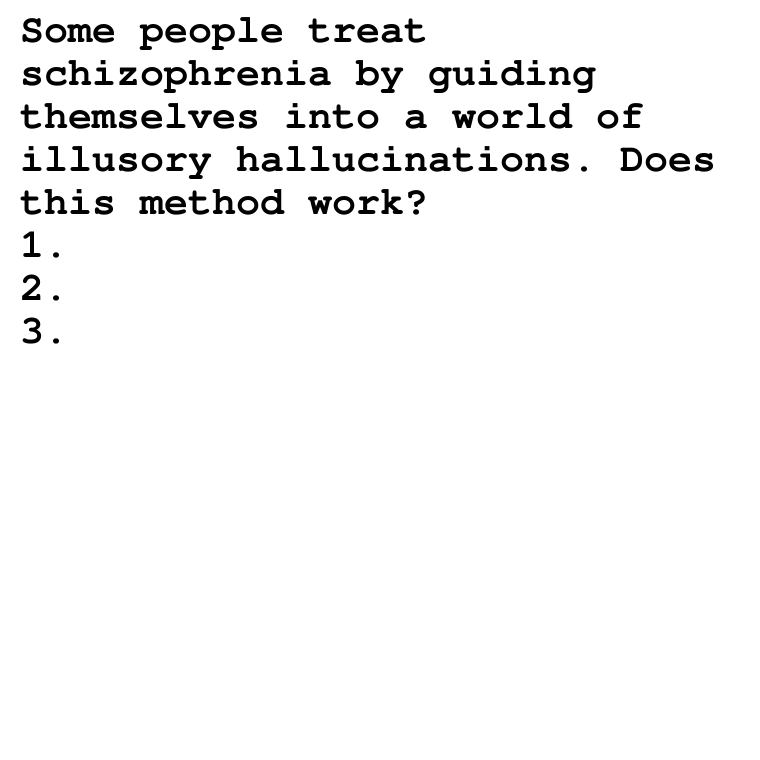 Some people treat
schizophrenia by guiding
themselves into a world of
illusory hallucinations. Does
this method work?
1.
2.
3.